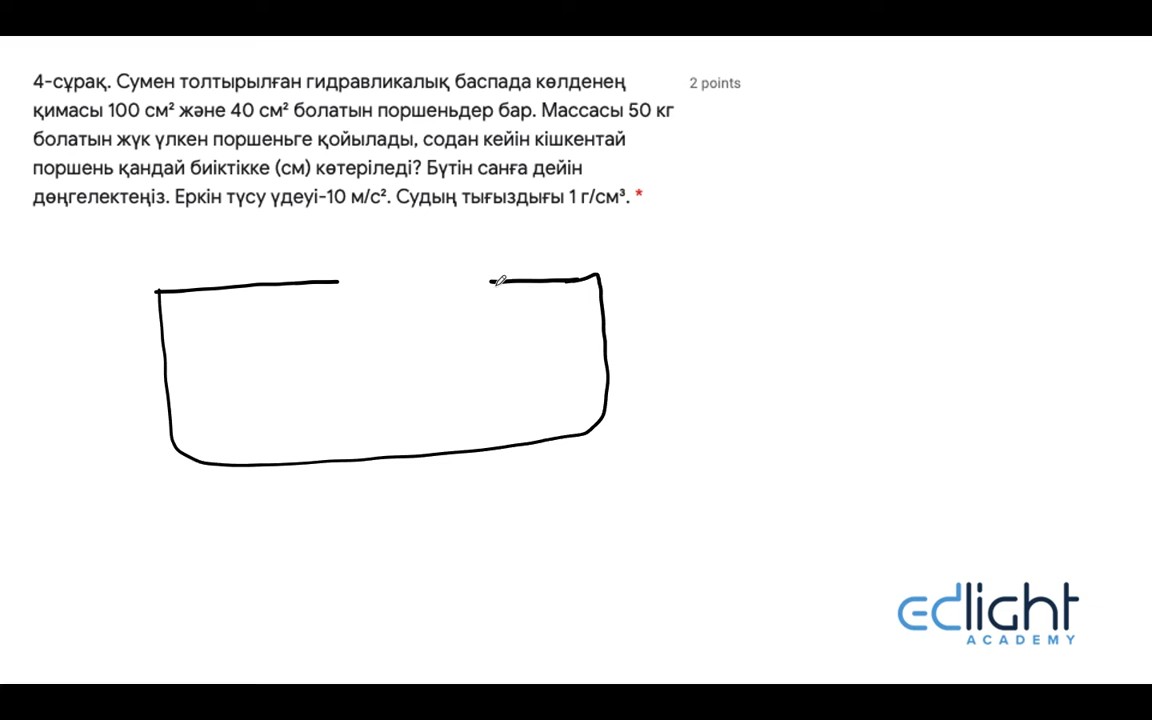 4-сұрақ. Сумен толтырылған гидравликалық баспада көлденең
2 points
қимасы 100 см² және 40 см² болатын поршеньдер бар. Массасы 50 кг
болатын жүк үлкен поршеньге қойылады, содан кейін кішкентай
поршень қандай биіктікке (см) көтеріледі? Бүтін санға дейін
дөңгелектеңіз. Еркін түсу үдеуі-10 м/с². Судың тығыздығы 1 г/см³. *
edlight
ACADEMY